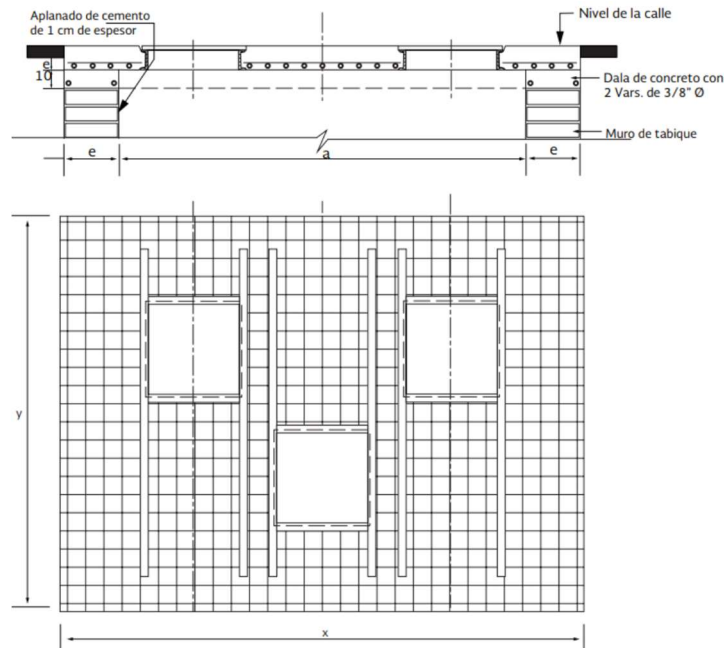 Aplanado de cemento
de 1 cm de espesor
Nivel de la calle
e
10
Dala de concreto con
2 Vars. de 3/8" Ø
Muro de tabique
e
a
e
y
x